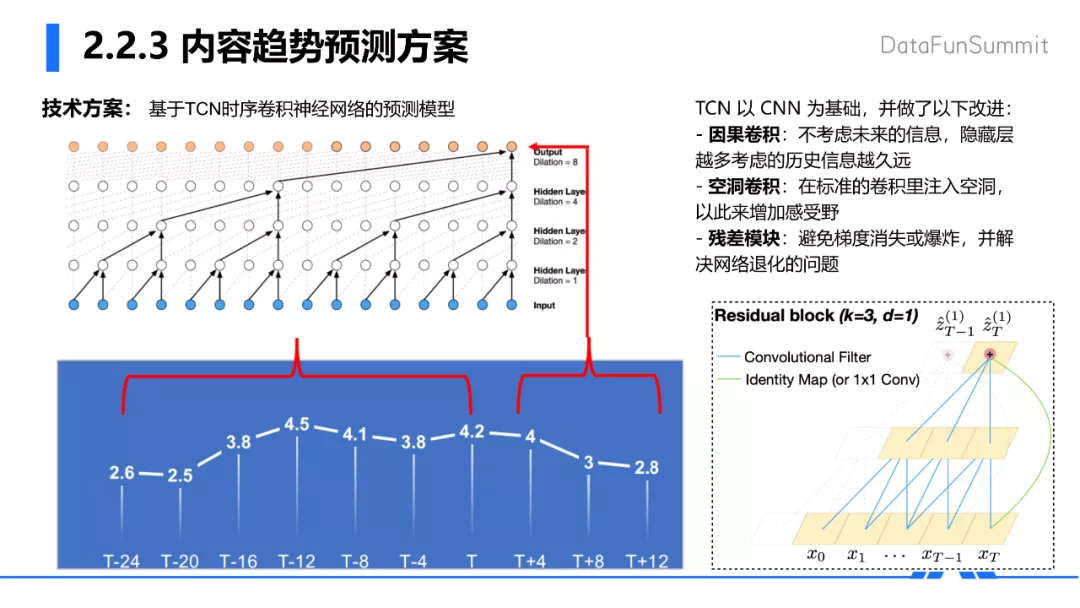 2.2.3 内容趋势预测方案
DataFunSummit
技术方案： 基于TCN时序卷积神经网络的预测模型
Output
Dilation = 8
Hidden Laye
Dilation = 4
Hidden Laye
Dilation = 2
Hidden Laye
Dilation = 1
Input
2.6
2.5
3.8
4.5
4.1
3.8
4.2
4
3
2.8
T-24 T-20 T-16 T-12 T-8 T-4 T T+4 T+8 T+12
TCN 以 CNN 为基础，并做了以下改进：
- 因果卷积：不考虑未来的信息，隐藏层
越多考虑的历史信息越久远
- 空洞卷积：在标准的卷积里注入空洞，
以此来增加感受野
- 残差模块：避免梯度消失或爆炸，并解
决网络退化的问题
Residual block (k=3, d=1)
ẑ_{T−1}^{(1)} ẑ_T^{(1)}
Convolutional Filter
Identity Map (or 1x1 Conv)
+ +
x_0 x_1 ... x_{T−1} x_T